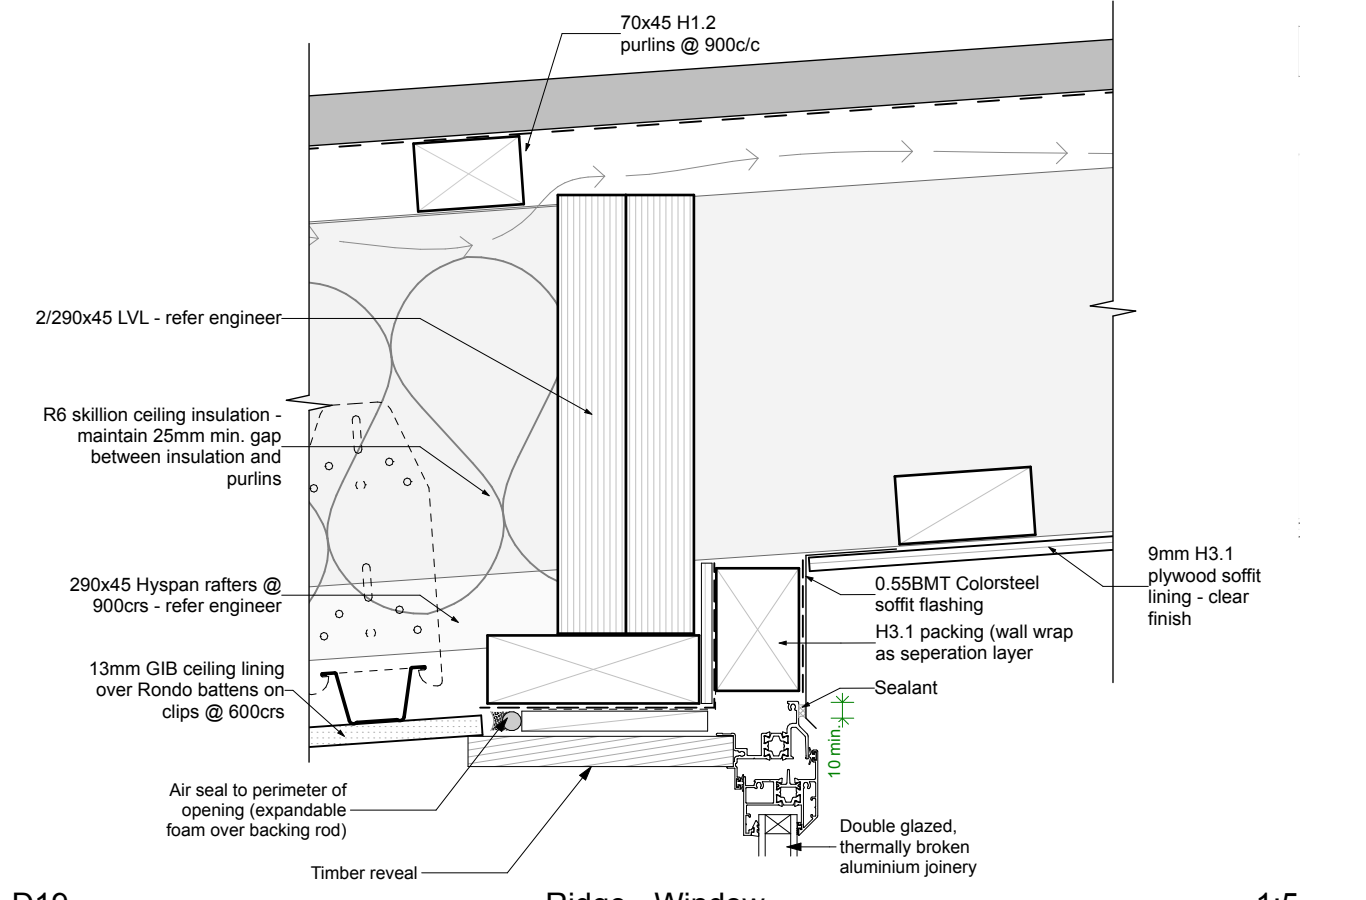 70x45 H1.2
purlins @ 900c/c
2/290x45 LVL - refer engineer
R6 skillion ceiling insulation -
maintain 25mm min. gap
between insulation and
purlins
290x45 Hyspan rafters @
900crs - refer engineer
13mm GIB ceiling lining
over Rondo battens on
clips @ 600crs
Air seal to perimeter of
opening (expandable
foam over backing rod)
Timber reveal
9mm H3.1
plywood soffit
lining - clear
finish
0.55BMT Colorsteel
soffit flashing
H3.1 packing (wall wrap
as seperation layer
Sealant
10 min.
Double glazed,
thermally broken
aluminium joinery
Ridge - Window
1:5